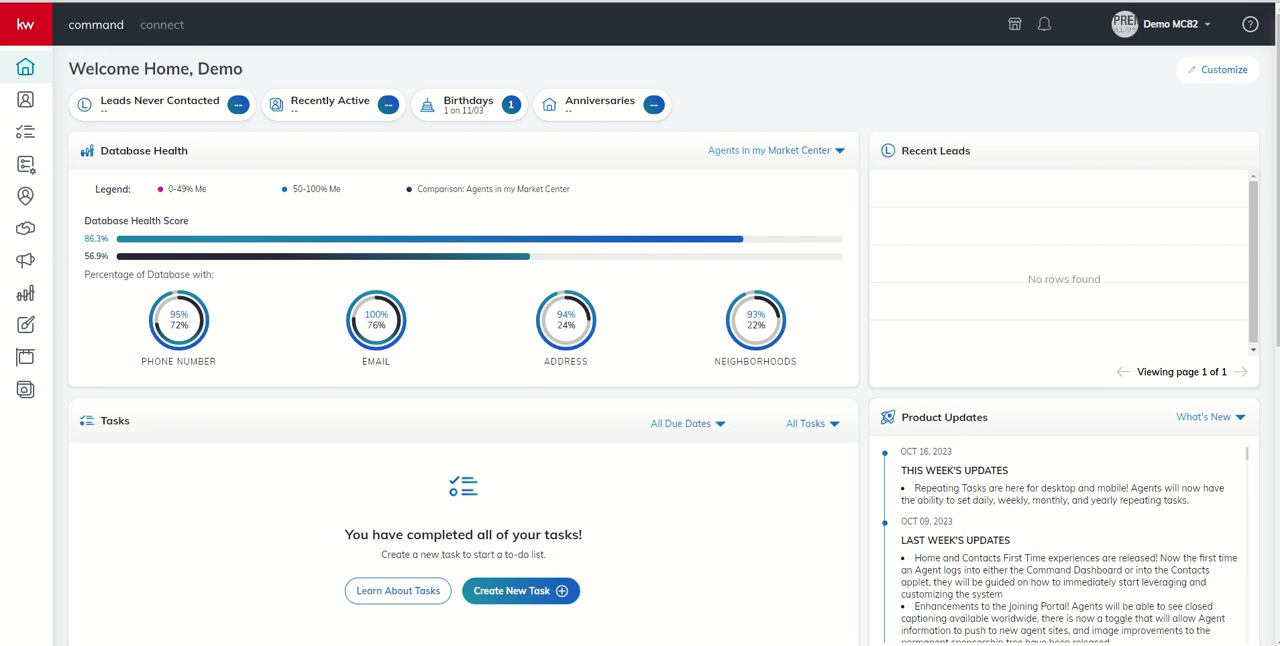 kw
command connect
PREI
Demo MC82
?
Welcome Home, Demo
Customize
Leads Never Contacted
--
--
Recently Active
--
--
Birthdays
1 on 11/03
1
Anniversaries
--
--
Database Health
Agents in my Market Center
Legend: 0-49% Me 50-100% Me Comparison: Agents in my Market Center
Database Health Score
86.3%
56.9%
Percentage of Database with:
95%
72%
PHONE NUMBER
100%
76%
EMAIL
94%
24%
ADDRESS
93%
22%
NEIGHBORHOODS
Recent Leads
No rows found
Viewing page 1 of 1
Tasks
All Due Dates
All Tasks
You have completed all of your tasks!
Create a new task to start a to-do list.
Learn About Tasks
Create New Task
Product Updates
What's New
OCT 16, 2023
THIS WEEK'S UPDATES
• Repeating Tasks are here for desktop and mobile! Agents will now have
the ability to set daily, weekly, monthly, and yearly repeating tasks.
OCT 09, 2023
LAST WEEK'S UPDATES
• Home and Contacts First Time experiences are released! Now the first time
an Agent logs into either the Command Dashboard or into the Contacts
applet, they will be guided on how to immediately start leveraging and
customizing the system
• Enhancements to the Joining Portal! Agents will be able to see closed
captioning available worldwide, there is now a toggle that will allow Agent
information to push to new agent sites, and image improvements to the
permanent sponsorship tree have been released